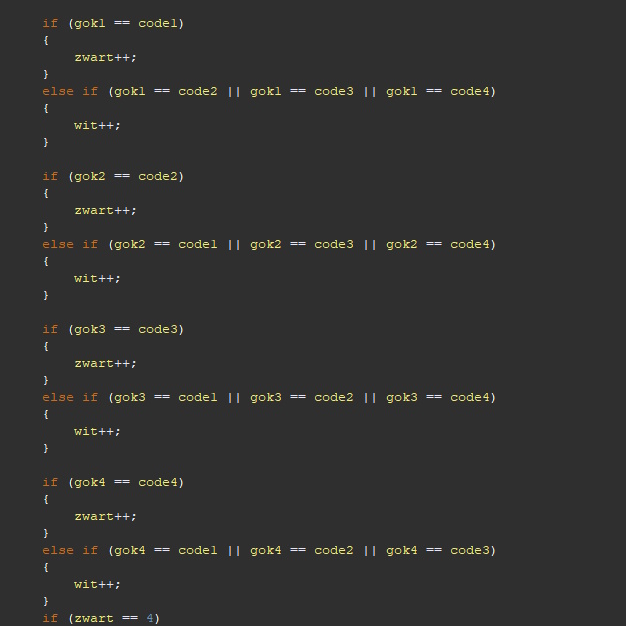 if (gok1 == code1)
{
zwart++;
}
else if (gok1 == code2 || gok1 == code3 || gok1 == code4)
{
wit++;
}
if (gok2 == code2)
{
zwart++;
}
else if (gok2 == code1 || gok2 == code3 || gok2 == code4)
{
wit++;
}
if (gok3 == code3)
{
zwart++;
}
else if (gok3 == code1 || gok3 == code2 || gok3 == code4)
{
wit++;
}
if (gok4 == code4)
{
zwart++;
}
else if (gok4 == code1 || gok4 == code2 || gok4 == code3)
{
wit++;
}
if (zwart == 4)